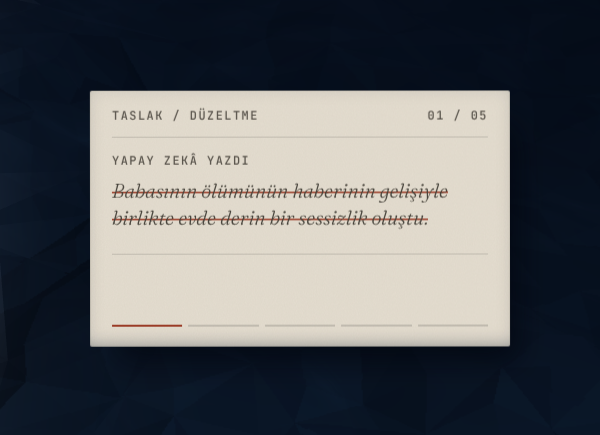 TASLAK / DÜZELTME
01 / 05
YAPAY ZEKÂ YAZDI
Babasının ölümünün haberinin gelişiyle
birlikte evde derin bir sessizlik oluştu.